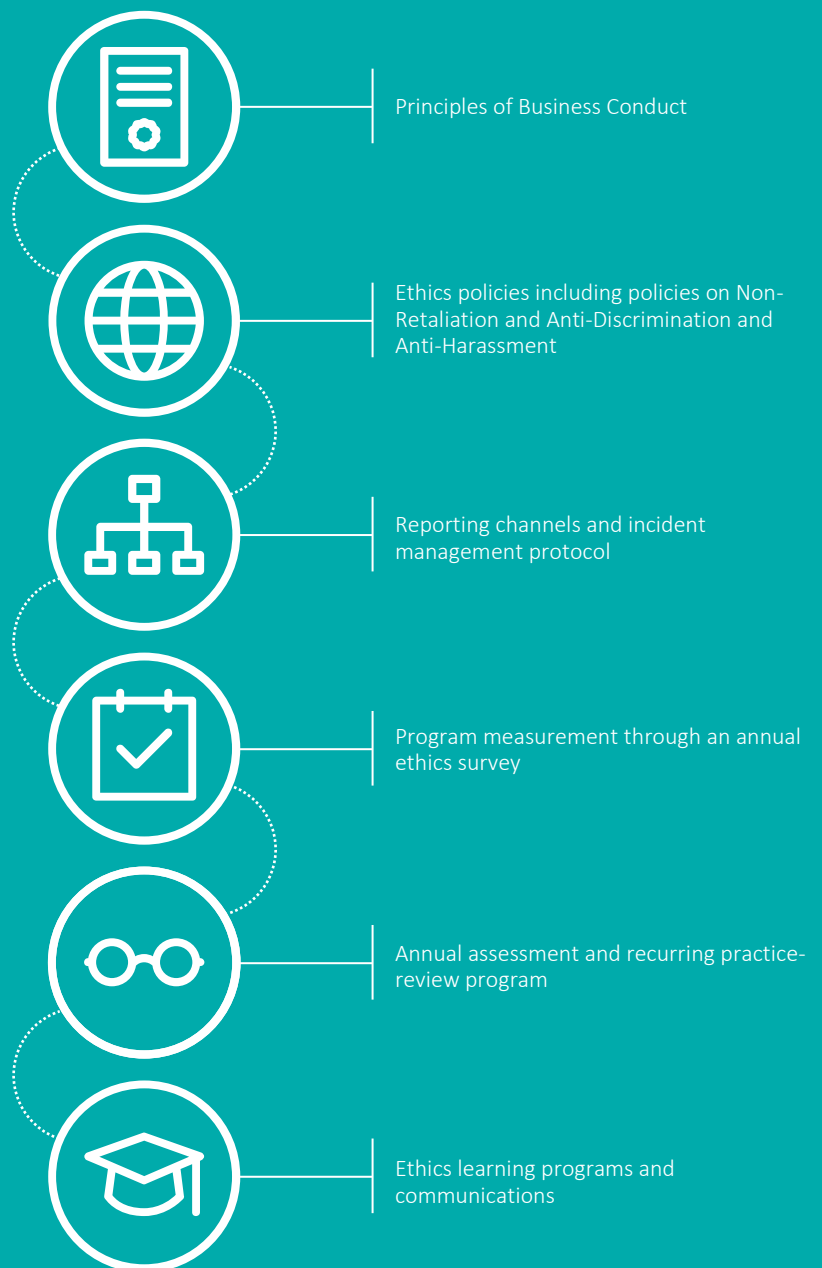 Principles of Business Conduct
Ethics policies including policies on Non-
Retaliation and Anti-Discrimination and
Anti-Harassment
Reporting channels and incident
management protocol
Program measurement through an annual
ethics survey
Annual assessment and recurring practice-
review program
Ethics learning programs and
communications